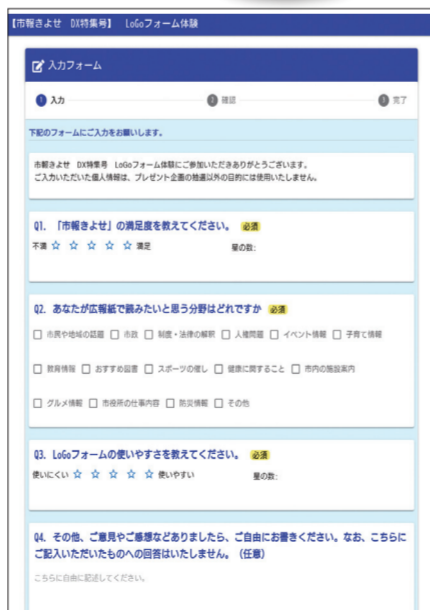 【市報きよせ DX特集号】 LoGoフォーム体験
入力フォーム
1 入力 2 確認 3 完了
下記のフォームにご入力をお願いします。
市報きよせ DX特集号 LoGoフォーム体験にご参加いただきありがとうございます。
ご入力いただいた個人情報は、プレゼント企画の抽選以外の目的には使用いたしません。
Q1. 「市報きよせ」の満足度を教えてください。 必須
不満 ☆ ☆ ☆ ☆ ☆ 満足 星の数:
Q2. あなたが広報紙で読みたいと思う分野はどれですか 必須
□ 市民や地域の話題 □ 市政 □ 制度・法律の解釈 □ 人権問題 □ イベント情報 □ 子育て情報
□ 教育情報 □ おすすめ図書 □ スポーツの催し □ 健康に関すること □ 市内の施設案内
□ グルメ情報 □ 市役所の仕事内容 □ 防災情報 □ その他
Q3. LoGoフォームの使いやすさを教えてください。 必須
使いにくい ☆ ☆ ☆ ☆ ☆ 使いやすい 星の数:
Q4. その他、ご意見やご感想などありましたら、ご自由にお書きください。なお、こちらに
ご記入いただいたものへの回答はいたしません。（任意）
こちらに自由に記述してください。